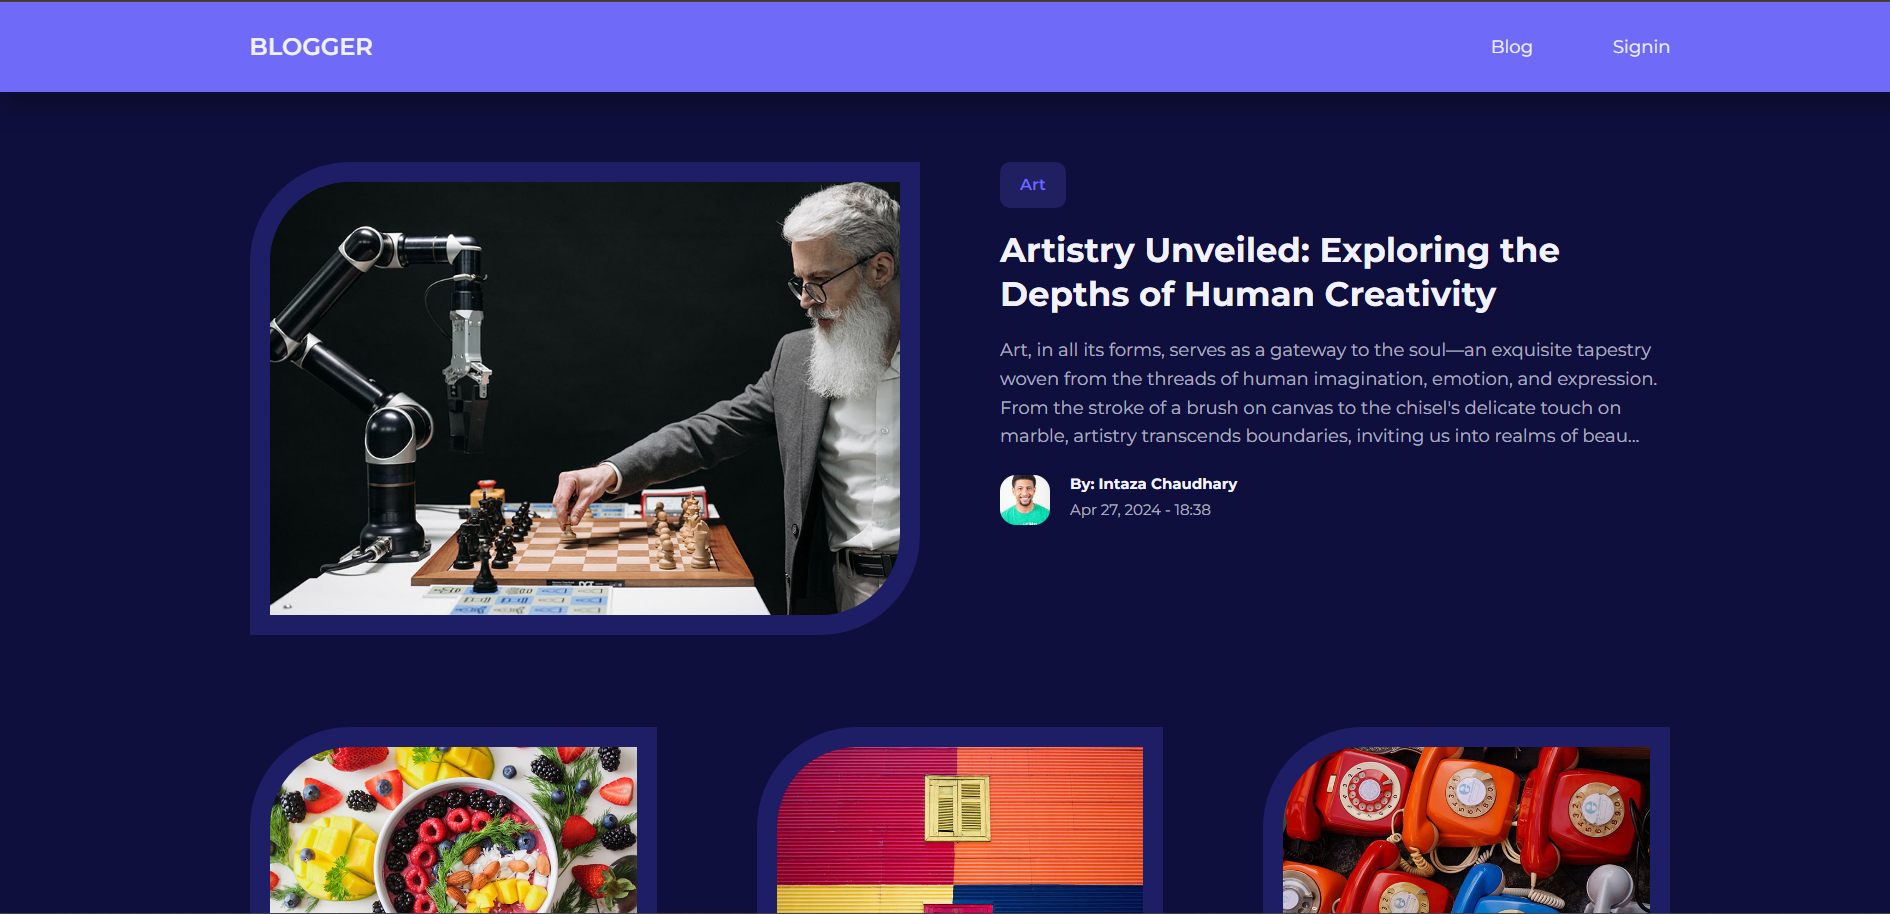 BLOGGER
Blog
Signin
Art
Artistry Unveiled: Exploring the
Depths of Human Creativity
Art, in all its forms, serves as a gateway to the soul—an exquisite tapestry
woven from the threads of human imagination, emotion, and expression.
From the stroke of a brush on canvas to the chisel's delicate touch on
marble, artistry transcends boundaries, inviting us into realms of beau...
By: Intaza Chaudhary
Apr 27, 2024 - 18:38